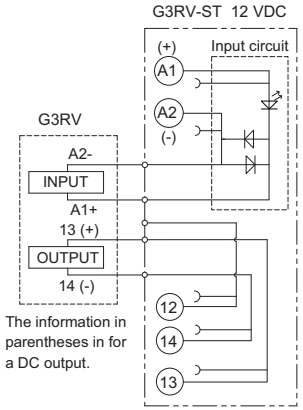 G3RV-ST 12 VDC
(+)
Input circuit
A1
A2
(-)
G3RV
A2-
INPUT
A1+
13 (+)
OUTPUT
14 (-)
12
14
13
The information in
parentheses in for
a DC output.